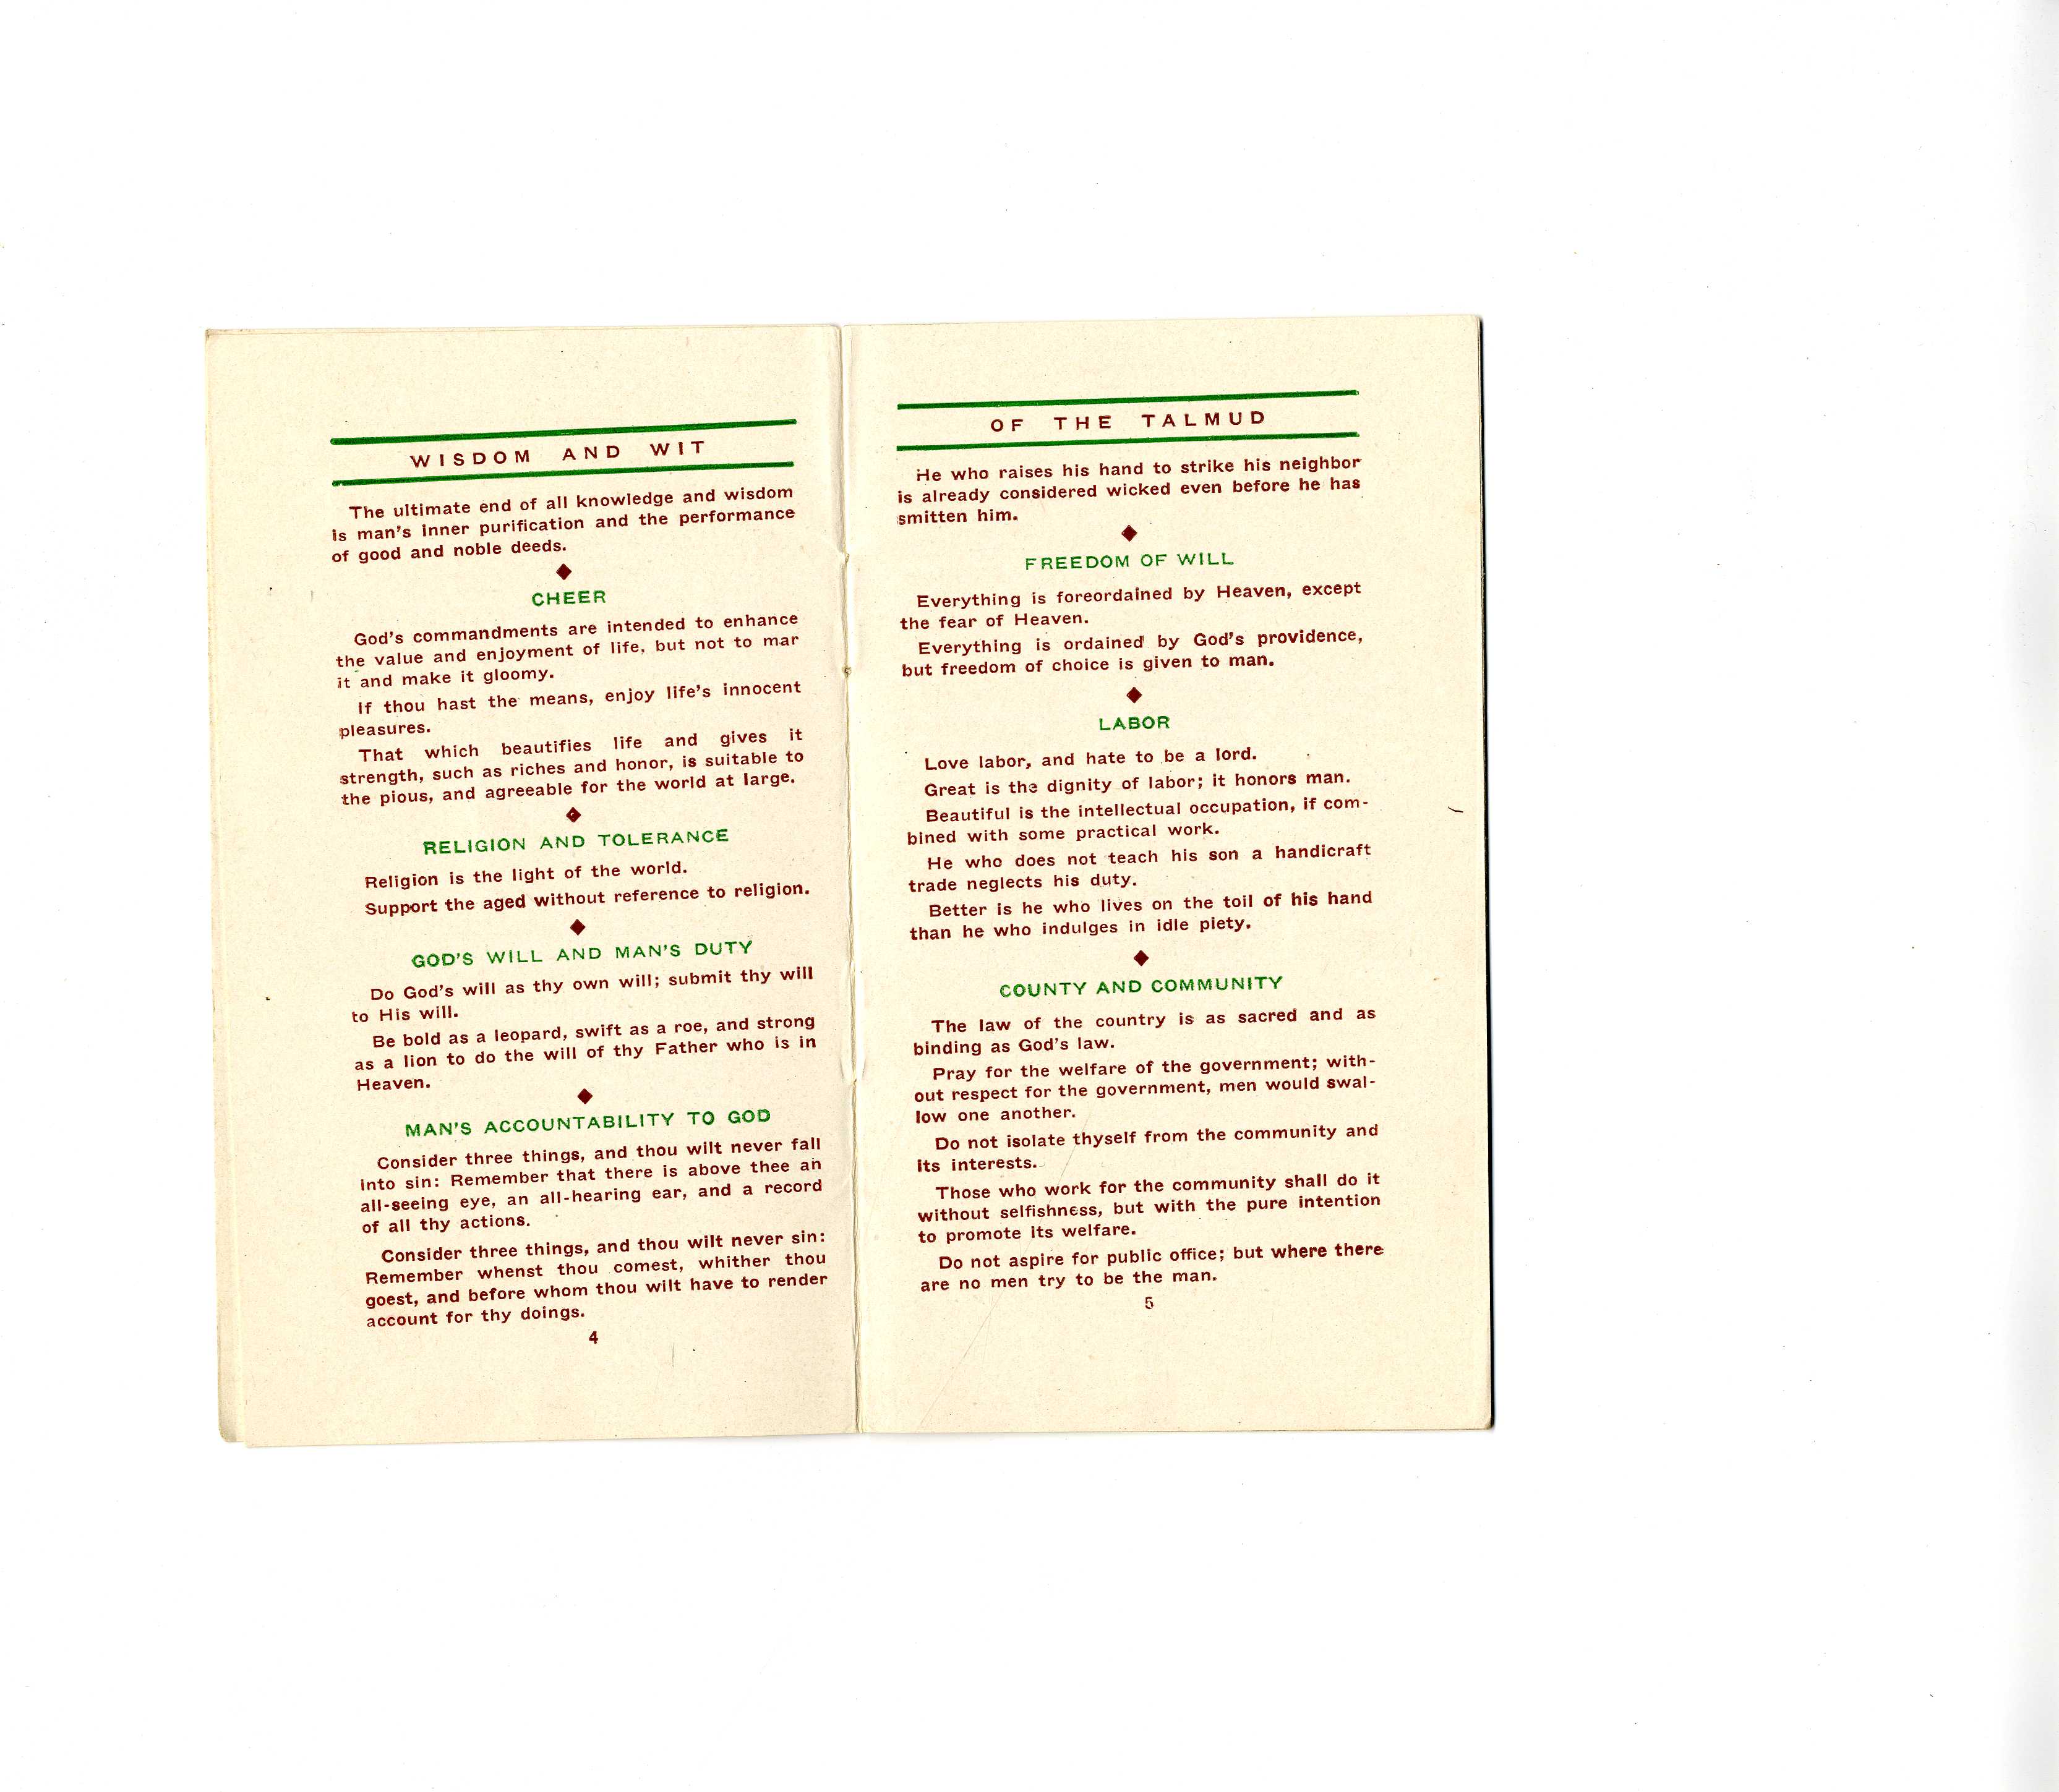 WISDOM AND WIT
The ultimate end of all knowledge and wisdom
is man's inner purification and the performance
of good and noble deeds.
CHEER
God's commandments are intended to enhance
the value and enjoyment of life, but not to mar
it and make it gloomy.
If thou hast the means, enjoy life's innocent
pleasures.
That which beautifies life and gives it
strength, such as riches and honor, is suitable to
the pious, and agreeable for the world at large.
RELIGION AND TOLERANCE
Religion is the light of the world.
Support the aged without reference to religion.
GOD'S WILL AND MAN'S DUTY
Do God's will as thy own will; submit thy will
to His will.
Be bold as a leopard, swift as a roe, and strong
as a lion to do the will of thy Father who is in
Heaven.
MAN'S ACCOUNTABILITY TO GOD
Consider three things, and thou wilt never fall
into sin: Remember that there is above thee an
all-seeing eye, an all-hearing ear, and a record
of all thy actions.
Consider three things, and thou wilt never sin:
Remember whenst thou comest, whither thou
goest, and before whom thou wilt have to render
account for thy doings.
4
OF THE TALMUD
He who raises his hand to strike his neighbor
is already considered wicked even before he has
smitten him.
FREEDOM OF WILL
Everything is foreordained by Heaven, except
the fear of Heaven.
Everything is ordained by God's providence,
but freedom of choice is given to man.
LABOR
Love labor, and hate to be a lord.
Great is the dignity of labor; it honors man.
Beautiful is the intellectual occupation, if com-
bined with some practical work.
He who does not teach his son a handicraft
trade neglects his duty.
Better is he who lives on the toil of his hand
than he who indulges in idle piety.
COUNTY AND COMMUNITY
The law of the country is as sacred and as
binding as God's law.
Pray for the welfare of the government; with-
out respect for the government, men would swal-
low one another.
Do not isolate thyself from the community and
its interests.
Those who work for the community shall do it
without selfishness, but with the pure intention
to promote its welfare.
Do not aspire for public office; but where there
are no men try to be the man.
5